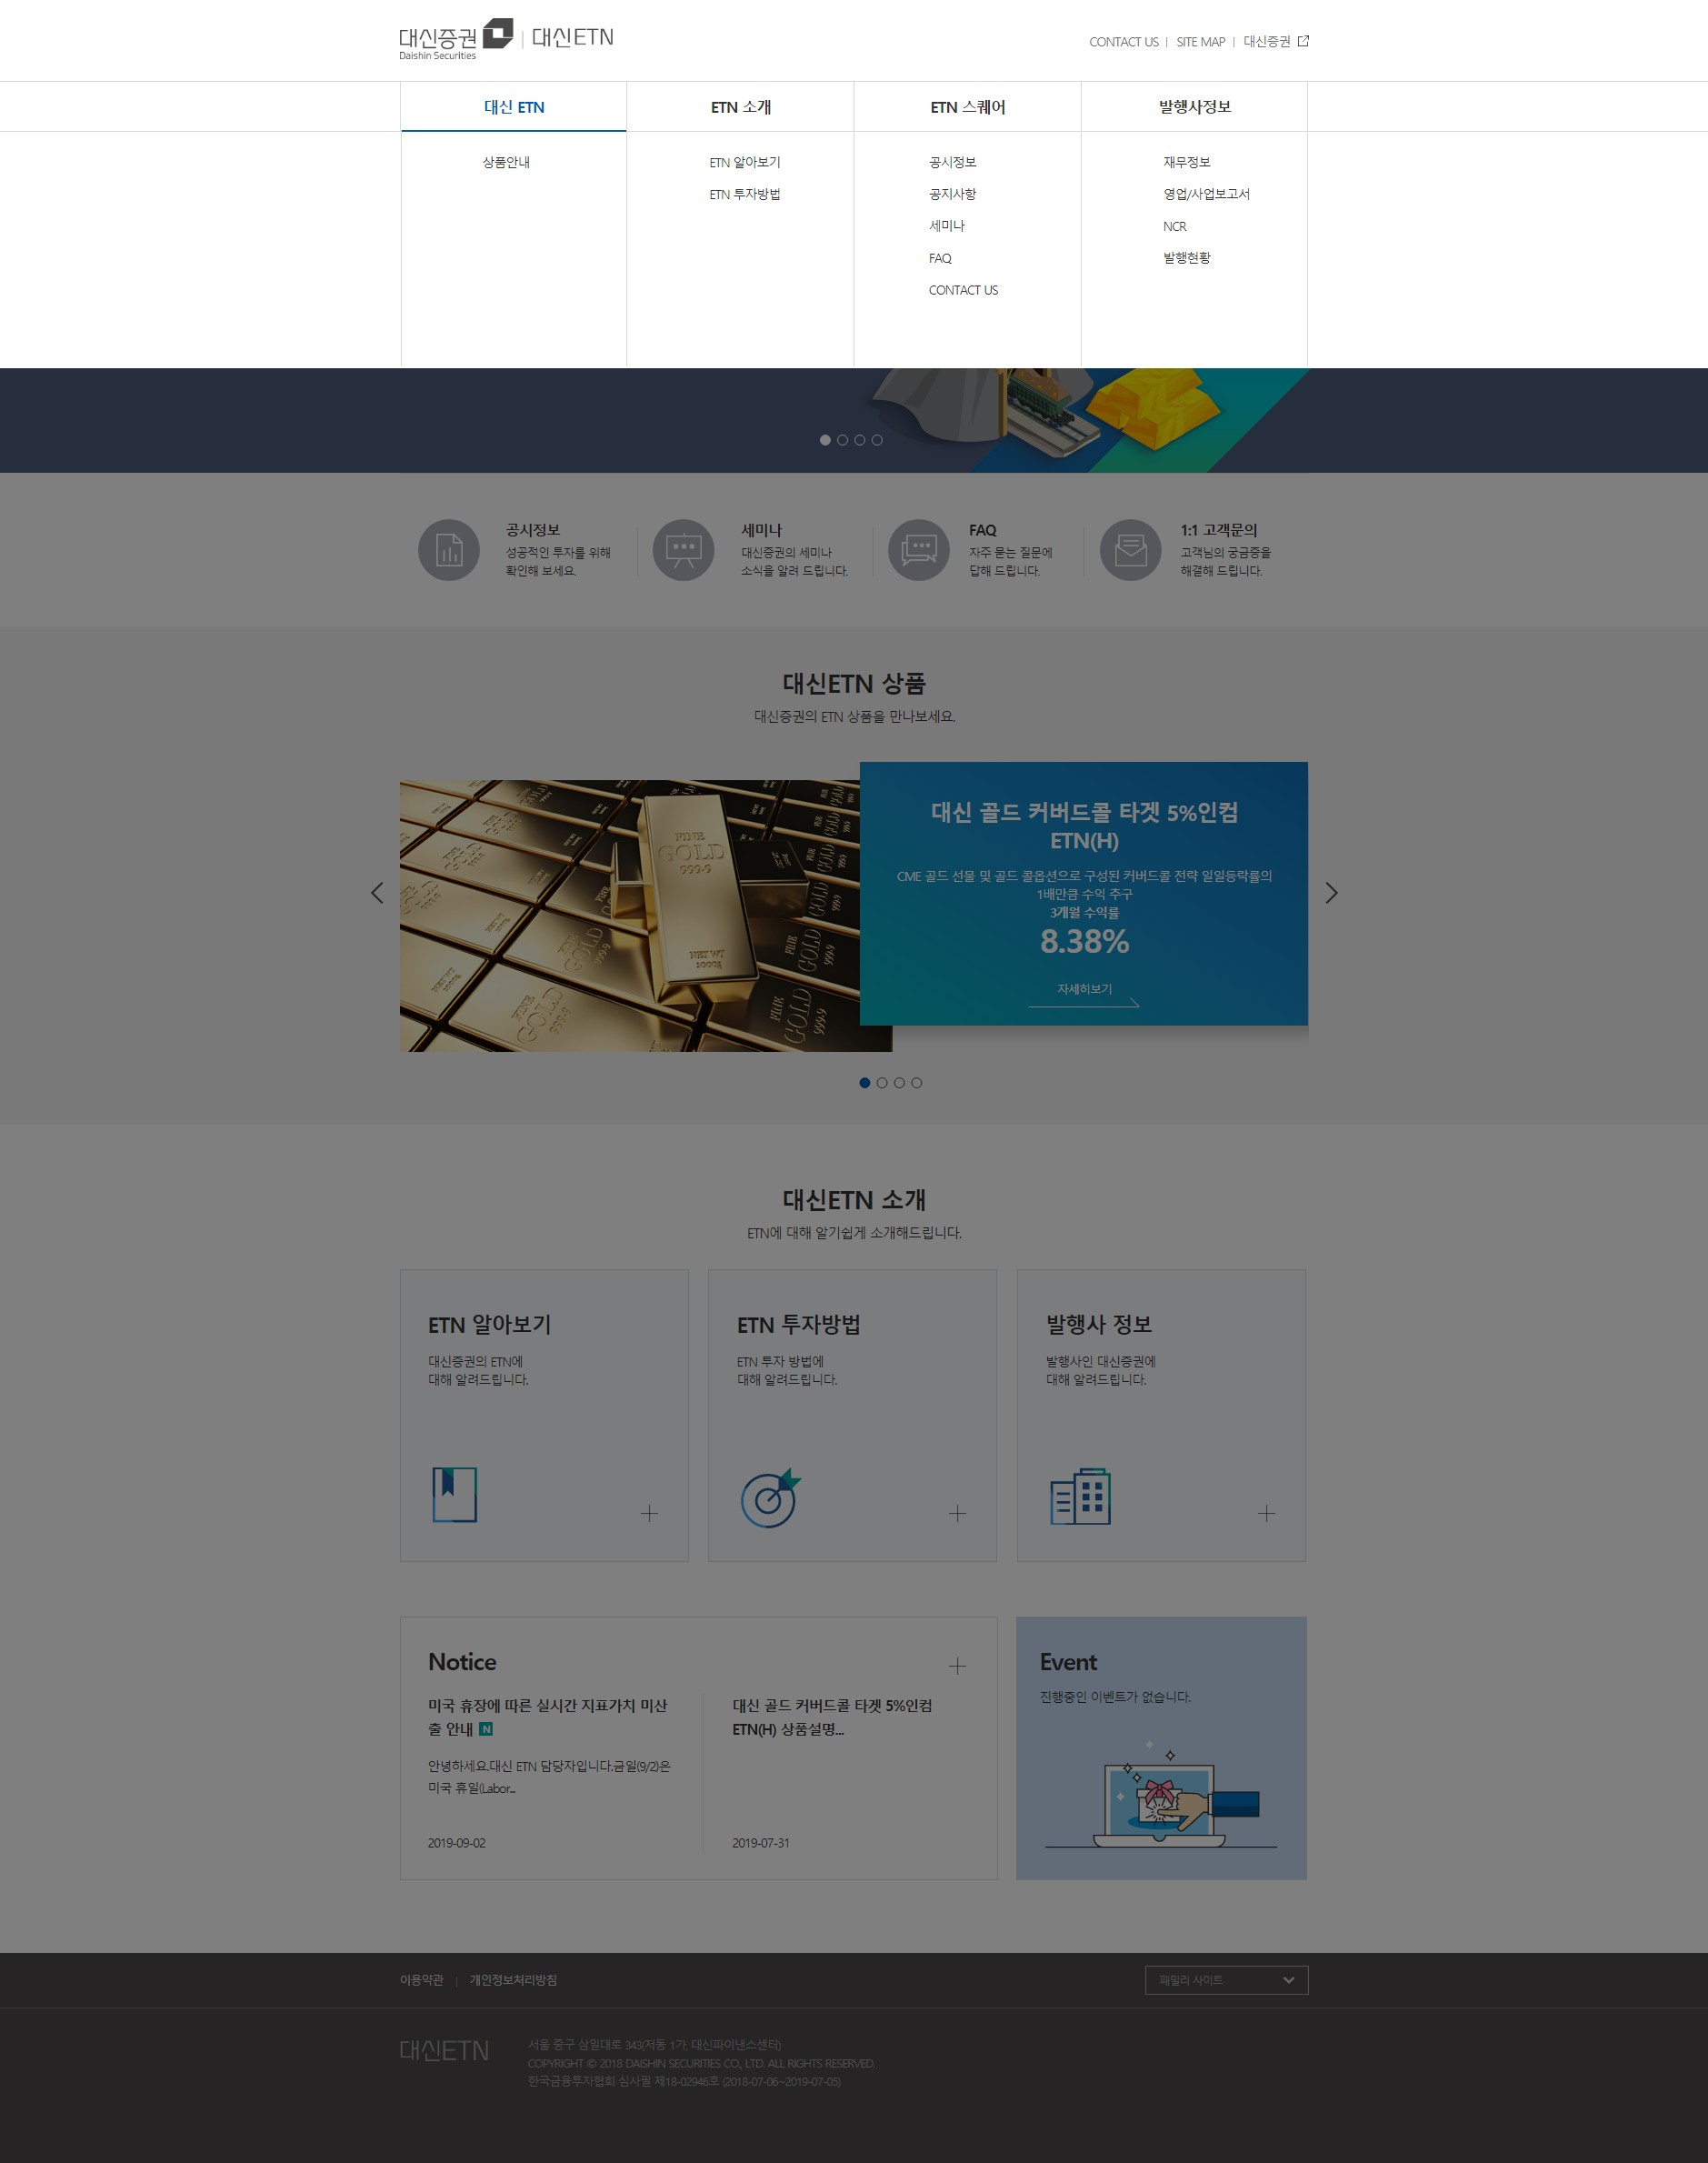 대신증권
Daishin Securities
대신ETN
CONTACT US
SITE MAP
대신증권
대신 ETN
ETN 소개
ETN 스퀘어
발행사정보
상품안내
ETN 알아보기
ETN 투자방법
공시정보
공지사항
세미나
FAQ
CONTACT US
재무정보
영업/사업보고서
NCR
발행현황
공시정보
성공적인 투자를 위해
확인해 보세요.
세미나
대신증권의 세미나
소식을 알려 드립니다.
FAQ
자주 묻는 질문에
답해 드립니다.
1:1 고객문의
고객님의 궁금증을
해결해 드립니다.
대신ETN 상품
대신증권의 ETN 상품을 만나보세요.
FINE
GOLD
999.9
NET WT
1000g
대신 골드 커버드콜 타겟 5%인컴
ETN(H)
CME 골드 선물 및 골드 콜옵션으로 구성된 커버드콜 전략 일일등락률의
1배만큼 수익 추구
3개월 수익률
8.38%
자세히보기
대신ETN 소개
ETN에 대해 알기쉽게 소개해드립니다.
ETN 알아보기
대신증권의 ETN에
대해 알려드립니다.
ETN 투자방법
ETN 투자 방법에
대해 알려드립니다.
발행사 정보
발행사인 대신증권에
대해 알려드립니다.
Notice
미국 휴장에 따른 실시간 지표가치 미산
출 안내 N
안녕하세요.대신 ETN 담당자입니다.금일(9/2)은
미국 휴일(Labor...
2019-09-02
대신 골드 커버드콜 타겟 5%인컴
ETN(H) 상품설명...
2019-07-31
Event
진행중인 이벤트가 없습니다.
이용약관
개인정보처리방침
패밀리 사이트
대신ETN
서울 중구 삼일대로 343(저동 1가, 대신파이낸스센터)
COPYRIGHT © 2018 DAISHIN SECURITIES CO., LTD. ALL RIGHTS RESERVED.
한국금융투자협회 심사필 제18-02946호 (2018-07-06~2019-07-05)